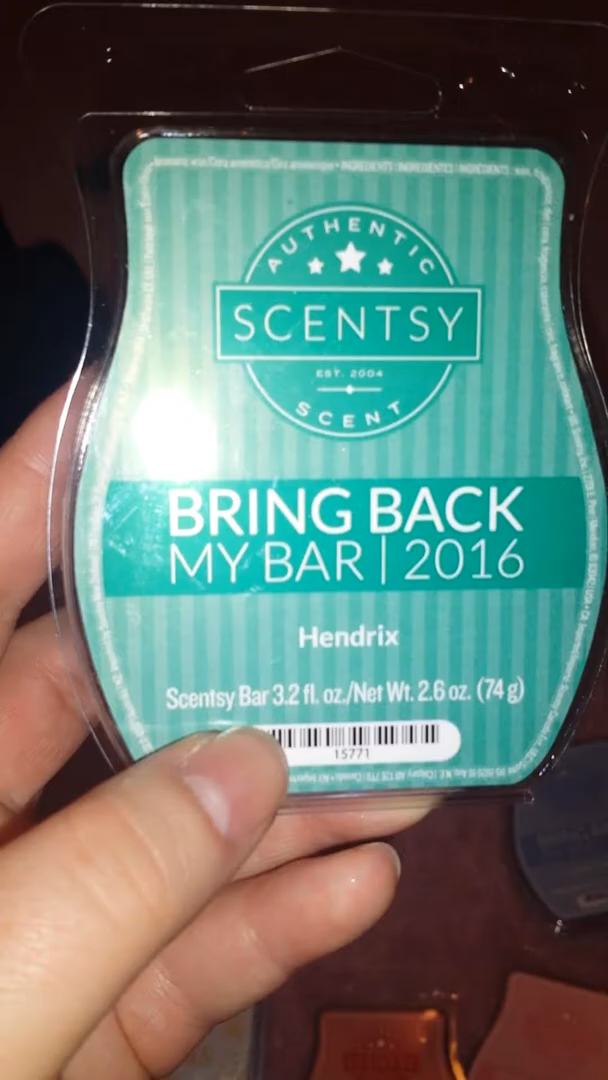 AUTHENTIC
SCENTSY
EST. 2004
SCENT
BRING BACK
MY BAR | 2016
Hendrix
Scentsy Bar 3.2 fl. oz./Net Wt. 2.6 oz. (74 g)
15771